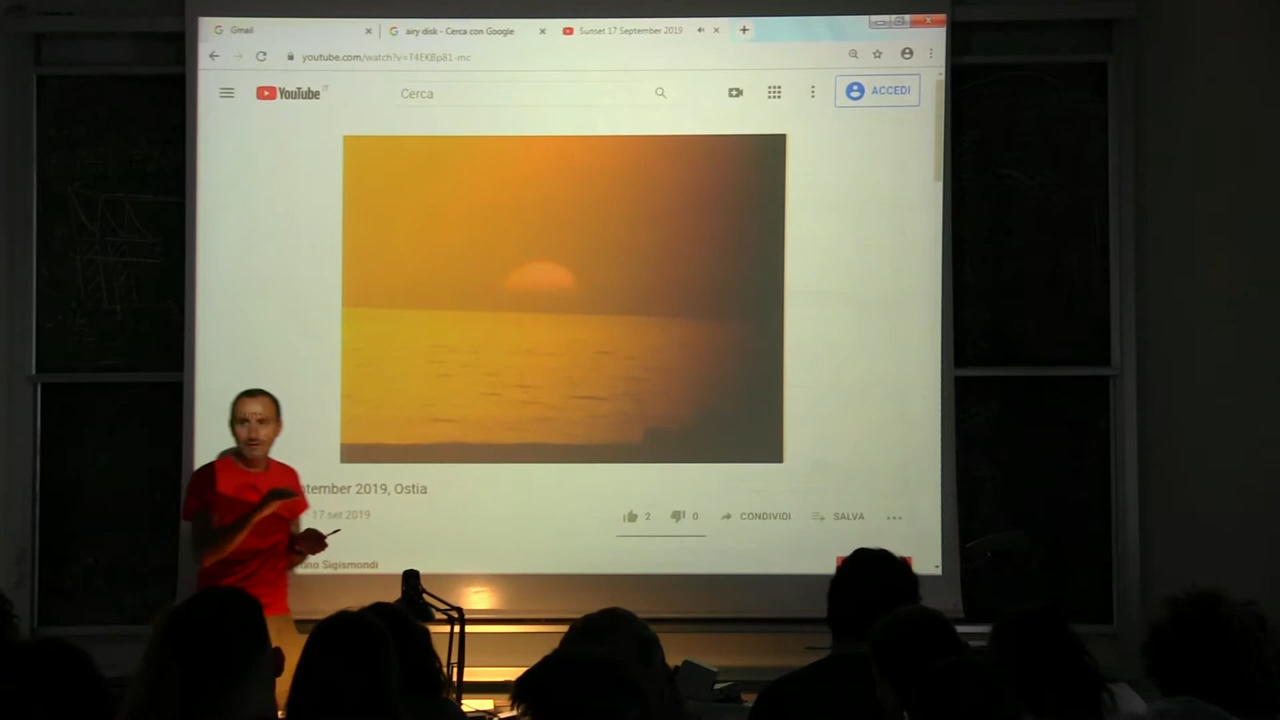 Gmail
airy disk - Cerca con Google
Sunset 17 September 2019
youtube.com/watch?v=T4EKBp81-mc
YouTube IT
Cerca
ACCEDI
tember 2019, Ostia
17 set 2019
2
0
CONDIVIDI
SALVA
Sigismondi